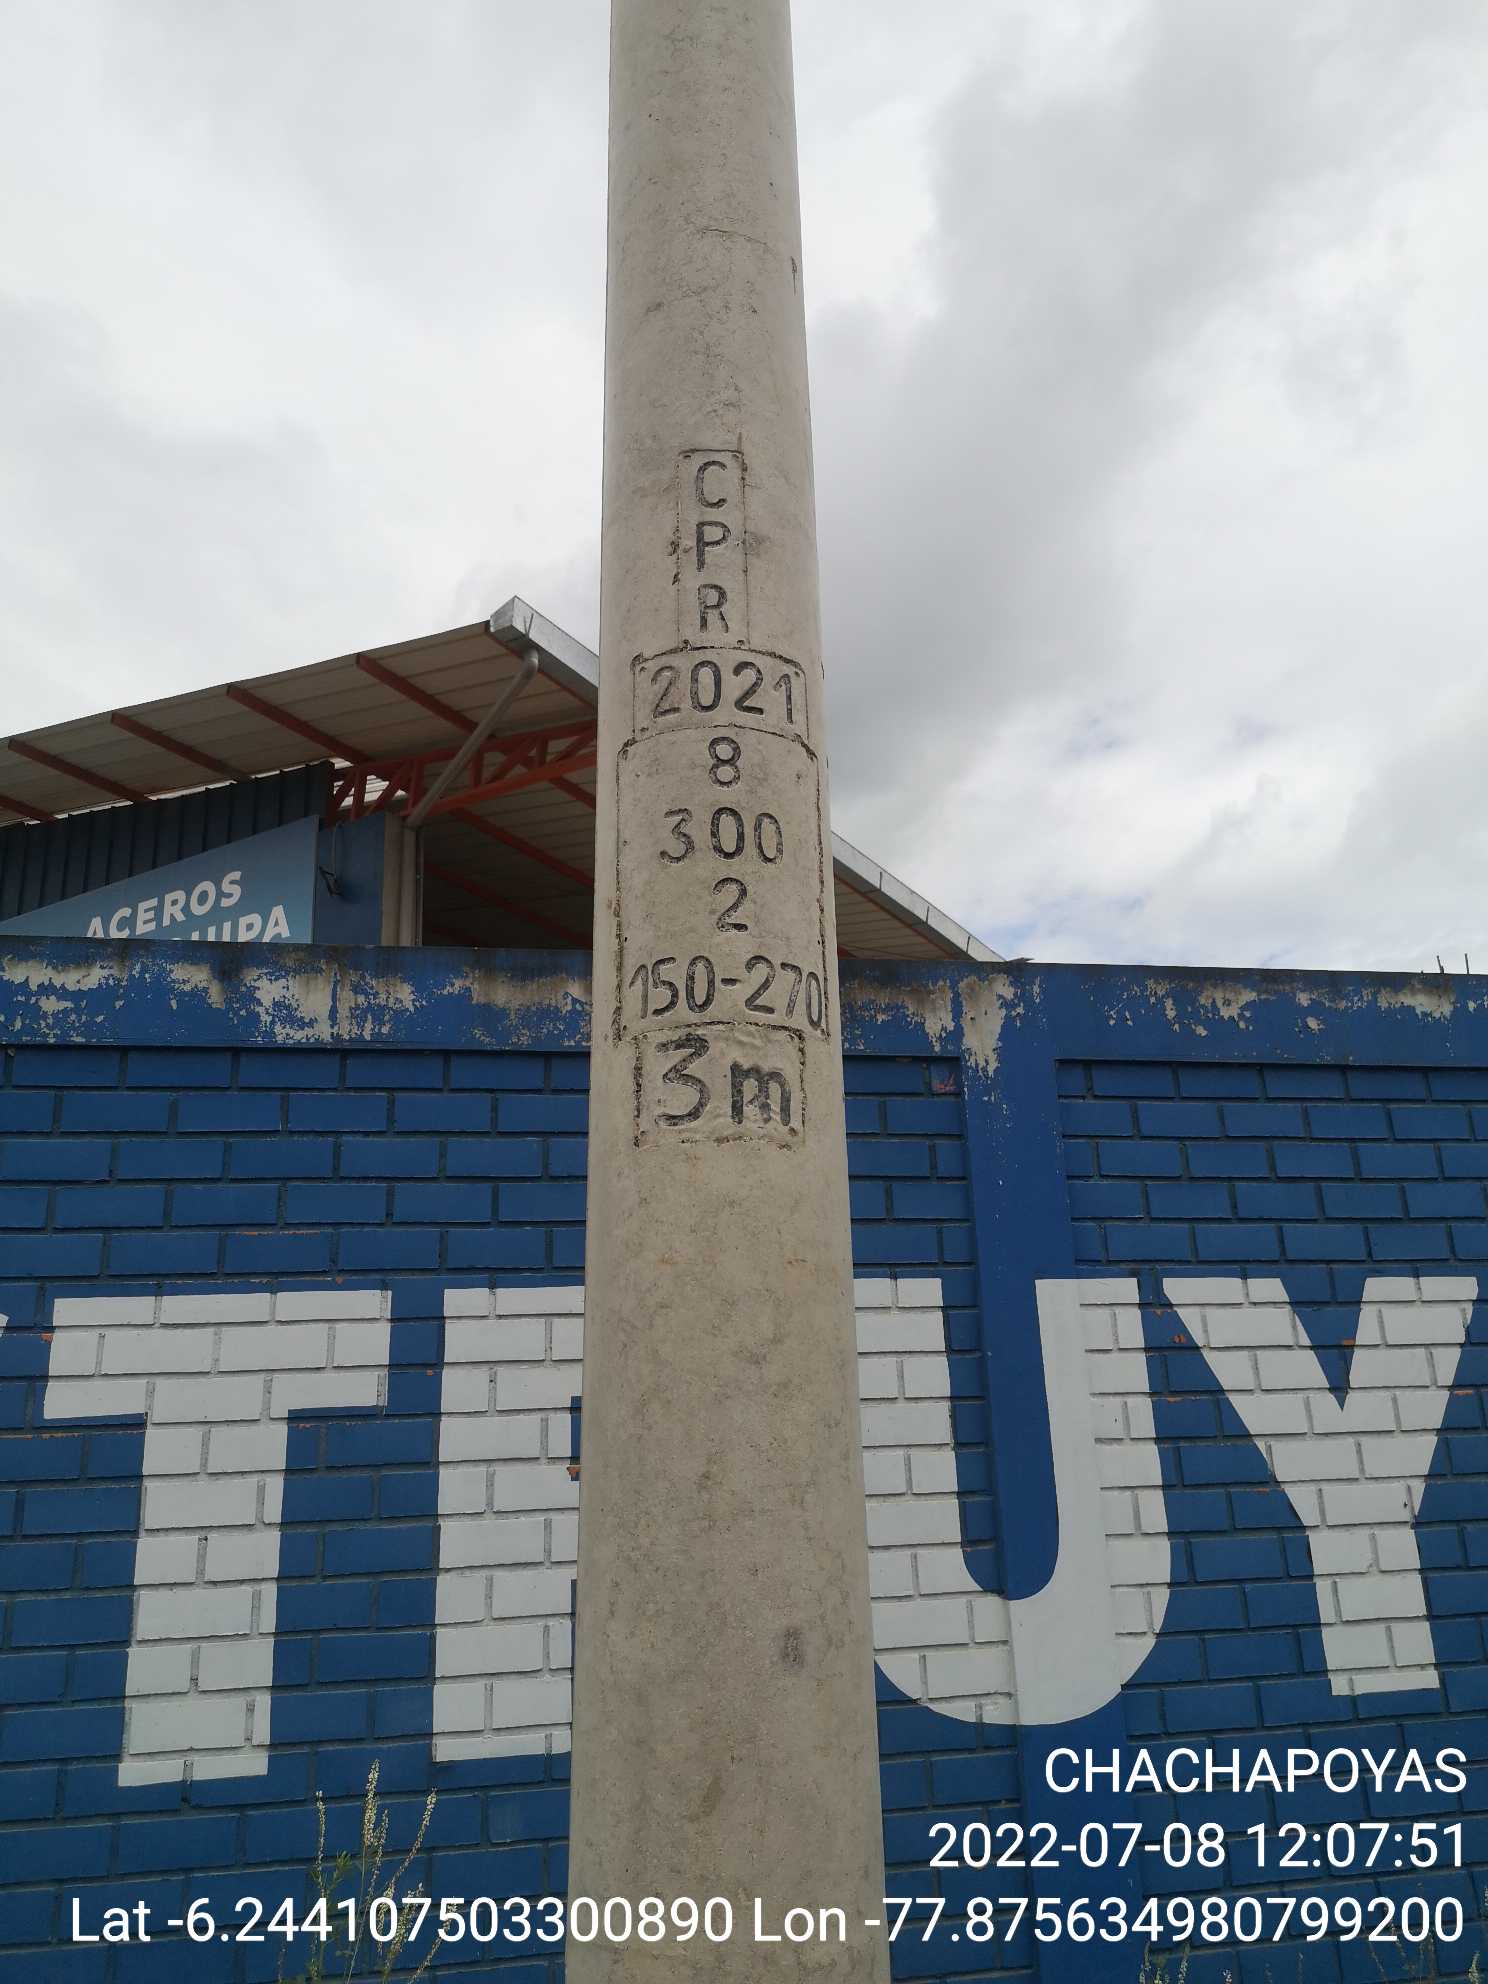 C
P
R
2021
8
300
2
150-270
3m
ACEROS
UY
CHACHAPOYAS
2022-07-08 12:07:51
Lat -6.244107503300890 Lon -77.875634980799200